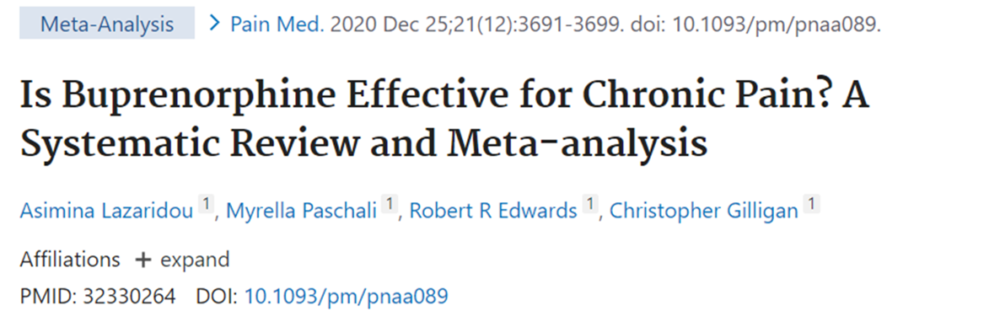 Meta-Analysis > Pain Med. 2020 Dec 25;21(12):3691-3699. doi: 10.1093/pm/pnaa089.
Is Buprenorphine Effective for Chronic Pain? A
Systematic Review and Meta-analysis
Asimina Lazaridou 1, Myrella Paschali 1, Robert R Edwards 1, Christopher Gilligan 1
Affiliations + expand
PMID: 32330264 DOI: 10.1093/pm/pnaa089